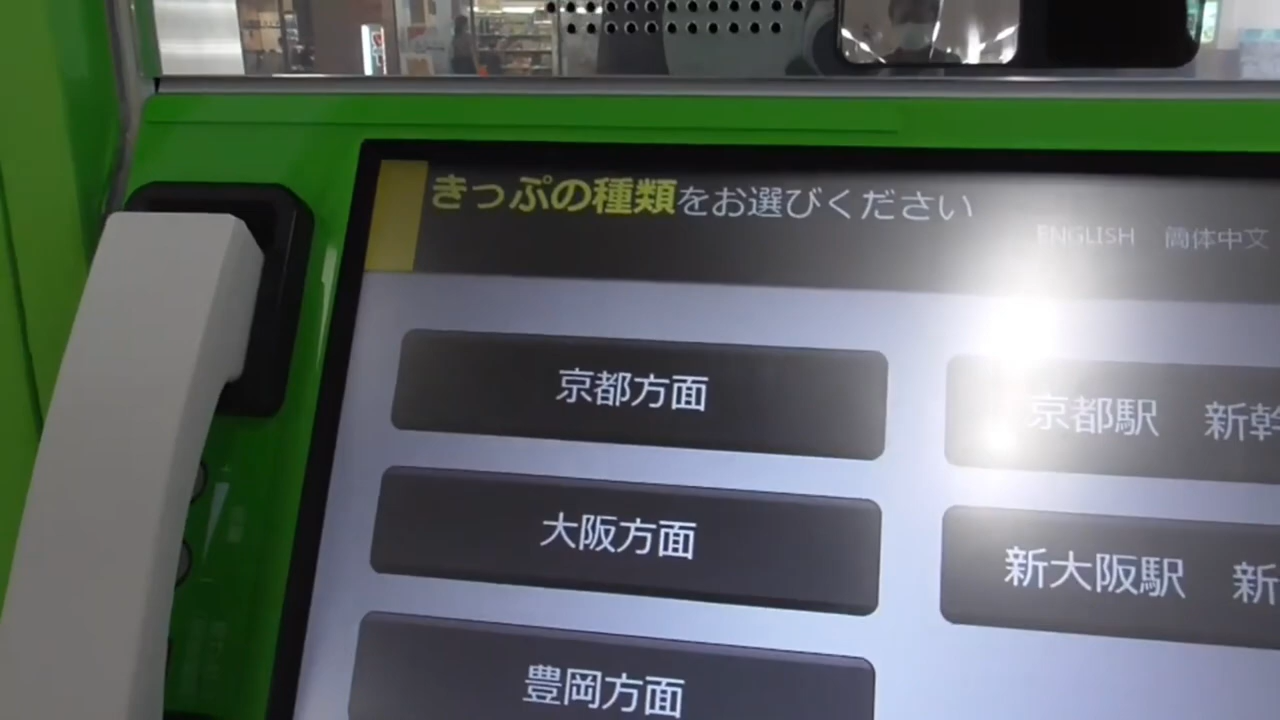 きっぷの種類をお選びください
ENGLISH 簡体中文
京都方面
京都駅 新幹
大阪方面
新大阪駅 新
豊岡方面